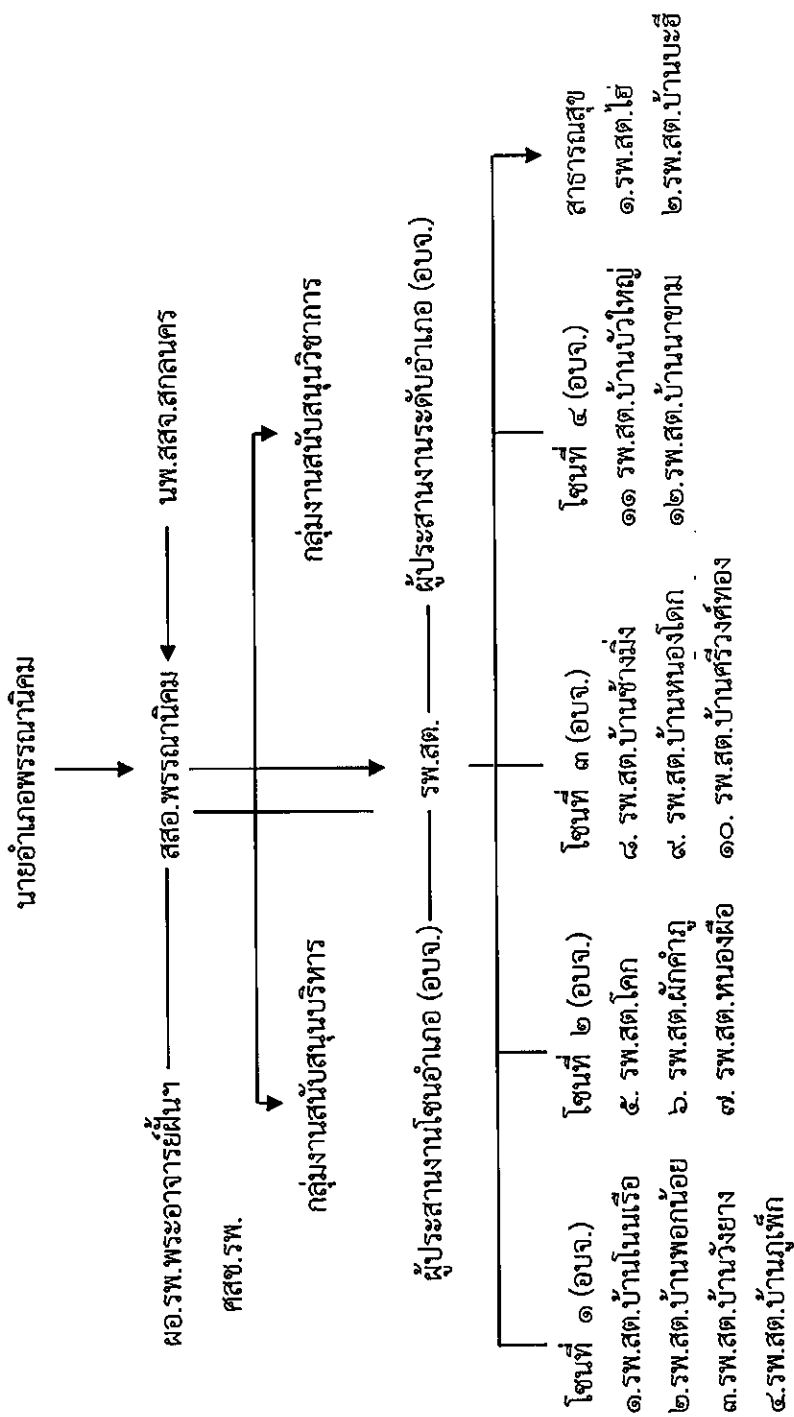 นายอำเภอพรรณานิคม
ผอ.รพ.พระอาจารย์ฝั้นฯ สสอ.พรรณานิคม นพ.สสจ.สกลนคร
ศสช.รพ.
กลุ่มงานสนับสนุนบริหาร กลุ่มงานสนับสนุนวิชาการ
ผู้ประสานงานโซนอำเภอ (อบจ.) รพ.สต. ผู้ประสานงานระดับอำเภอ (อบจ.)
โซนที่ ๑ (อบจ.)
๑.รพ.สต.บ้านโนนเรือ
๒.รพ.สต.บ้านพอกน้อย
๓.รพ.สต.บ้านวังยาง
๔.รพ.สต.บ้านภูเพ็ก
โซนที่ ๒ (อบจ.)
๕. รพ.สต.โคก
๖. รพ.สต.ผักคำภู
๗. รพ.สต.หนองผือ
โซนที่ ๓ (อบจ.)
๘. รพ.สต.บ้านช้างมิ่ง
๙. รพ.สต.บ้านหนองโดก
๑๐. รพ.สต.บ้านศรีวงศ์ทอง
โซนที่ ๔ (อบจ.)
๑๑ รพ.สต.บ้านบัวใหญ่
๑๒.รพ.สต.บ้านนาขาม
สาธารณสุข
๑.รพ.สต.ไฮ่
๒.รพ.สต.บ้านบะฮี